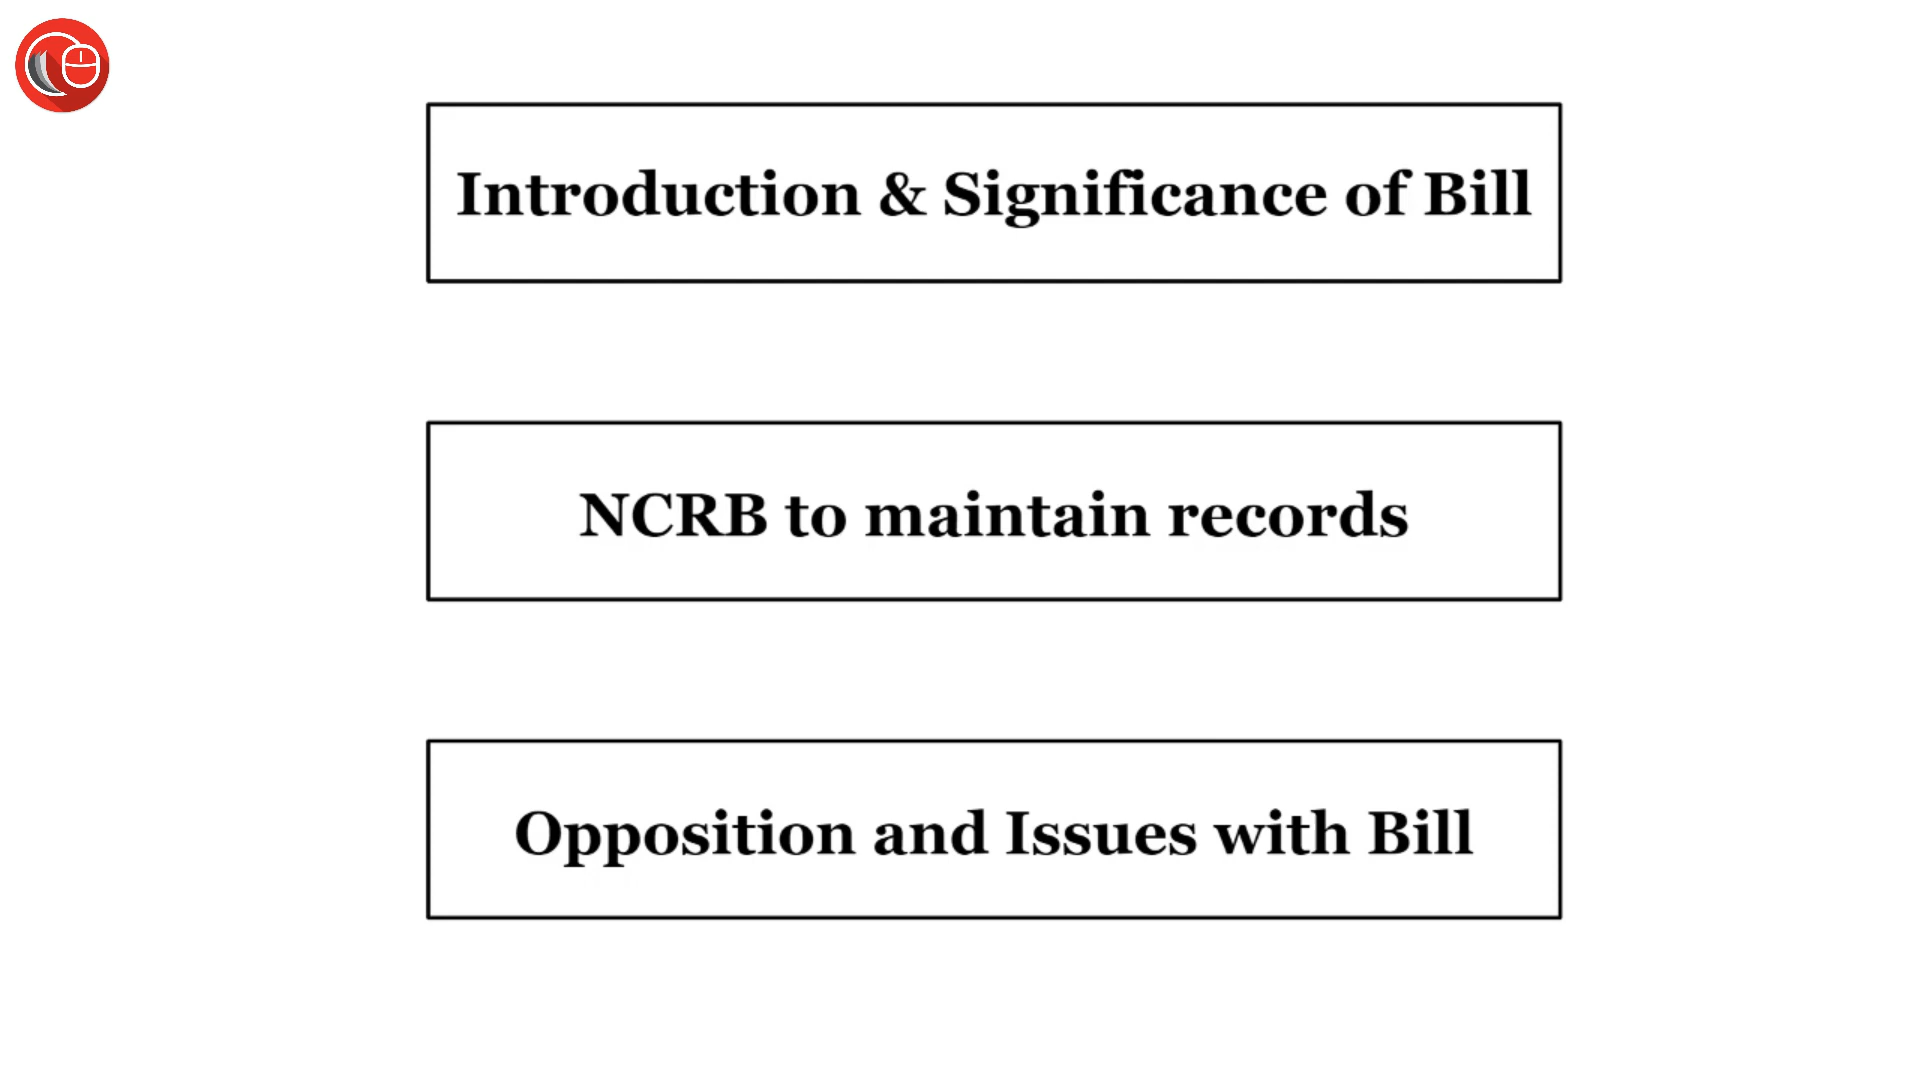 Introduction & Significance of Bill
NCRB to maintain records
Opposition and Issues with Bill